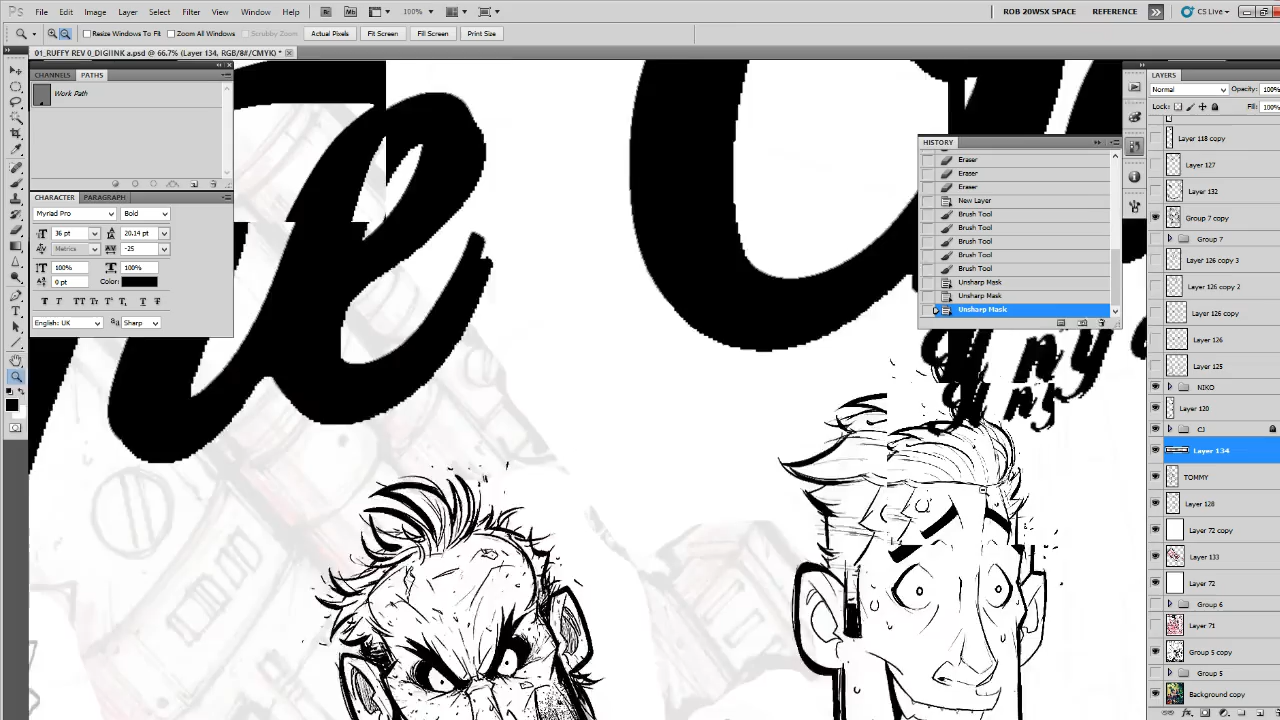 PS File Edit Image Layer Select Filter View Window Help Br Mb 100% ROB 20WSX SPACE REFERENCE CS Live
Resize Windows To Fit Zoom All Windows Scrubby Zoom Actual Pixels Fit Screen Fill Screen Print Size
01_RUFFY REV 0_DIGIINK a.psd @ 66.7% (Layer 134, RGB/8#/CMYK) *
CHANNELS PATHS
Work Path
CHARACTER PARAGRAPH
Myriad Pro Bold
36 pt 20,14 pt
Metrics -25
100% 100%
0 pt Color:
English: UK Sharp
HISTORY
Eraser
Eraser
Eraser
New Layer
Brush Tool
Brush Tool
Brush Tool
Brush Tool
Brush Tool
Unsharp Mask
Unsharp Mask
Unsharp Mask
LAYERS
Normal Opacity: 100%
Lock: Fill: 100%
Layer 118 copy
Layer 127
Layer 132
Group 7 copy
Group 7
Layer 126 copy 3
Layer 126 copy 2
Layer 126 copy
Layer 126
Layer 125
NIKO
Layer 120
CJ
Layer 134
TOMMY
Layer 128
Layer 72 copy
Layer 133
Layer 72
Group 6
Layer 71
Group 5 copy
Group 5
Background copy